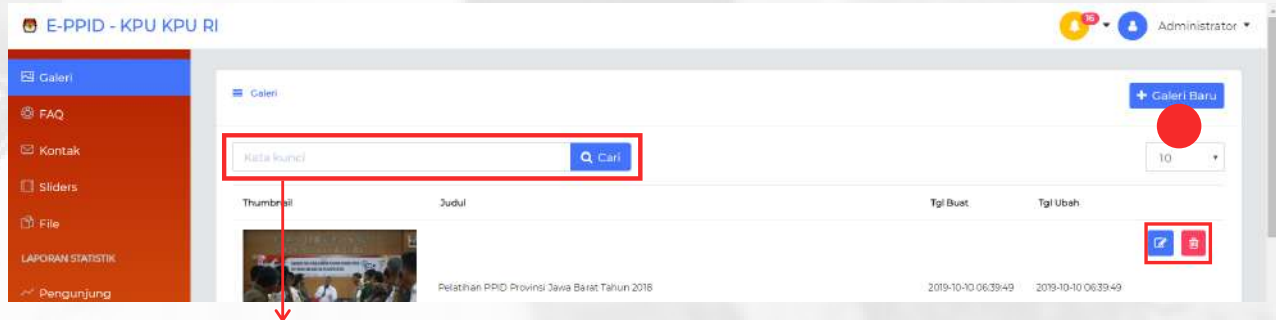 E-PPID - KPU KPU RI
16
Administrator
Galeri
FAQ
Kontak
Sliders
File
LAPORAN STATISTIK
Pengunjung
Galeri
+ Galeri Baru
Kata kunci
Cari
10
Thumbnail Judul Tgl Buat Tgl Ubah
Pelatihan PPID Provinsi Jawa Barat Tahun 2018 2019-10-10 06:39:49 2019-10-10 06:39:49